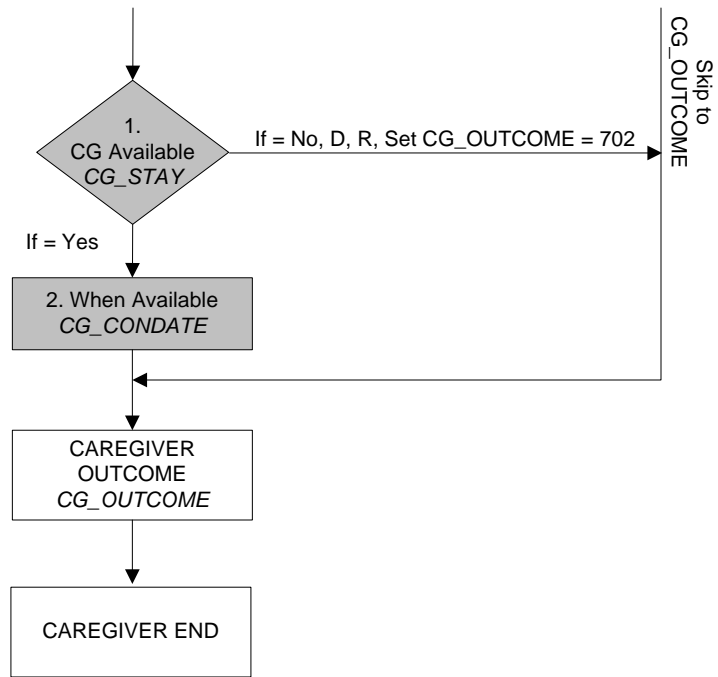 Skip to
CG_OUTCOME
1.
CG Available
CG_STAY
If = No, D, R, Set CG_OUTCOME = 702
If = Yes
2. When Available
CG_CONDATE
CAREGIVER
OUTCOME
CG_OUTCOME
CAREGIVER END